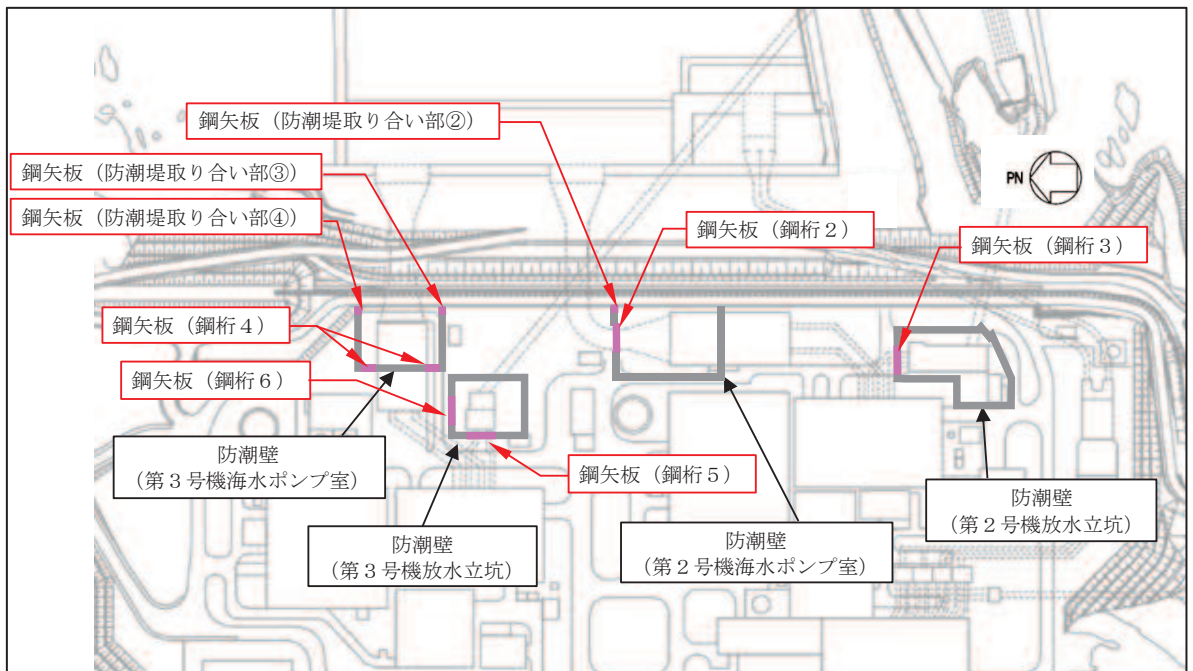 鋼矢板（防潮堤取り合い部②）
鋼矢板（防潮堤取り合い部③）
鋼矢板（防潮堤取り合い部④）
PN
鋼矢板（鋼桁２）
鋼矢板（鋼桁３）
鋼矢板（鋼桁４）
鋼矢板（鋼桁６）
防潮壁
（第３号機海水ポンプ室）
鋼矢板（鋼桁５）
防潮壁
（第３号機放水立坑）
防潮壁
（第２号機海水ポンプ室）
防潮壁
（第２号機放水立坑）